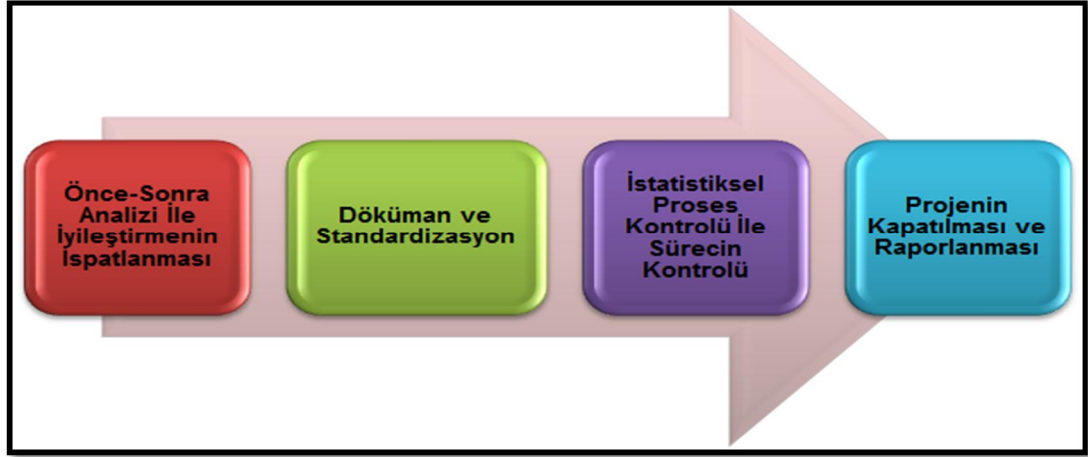 Önce-Sonra
Analizi İle
İyileştirmenin
İspatlanması
Döküman ve
Standardizasyon
İstatistiksel
Proses
Kontrolü İle
Sürecin
Kontrolü
Projenin
Kapatılması ve
Raporlanması